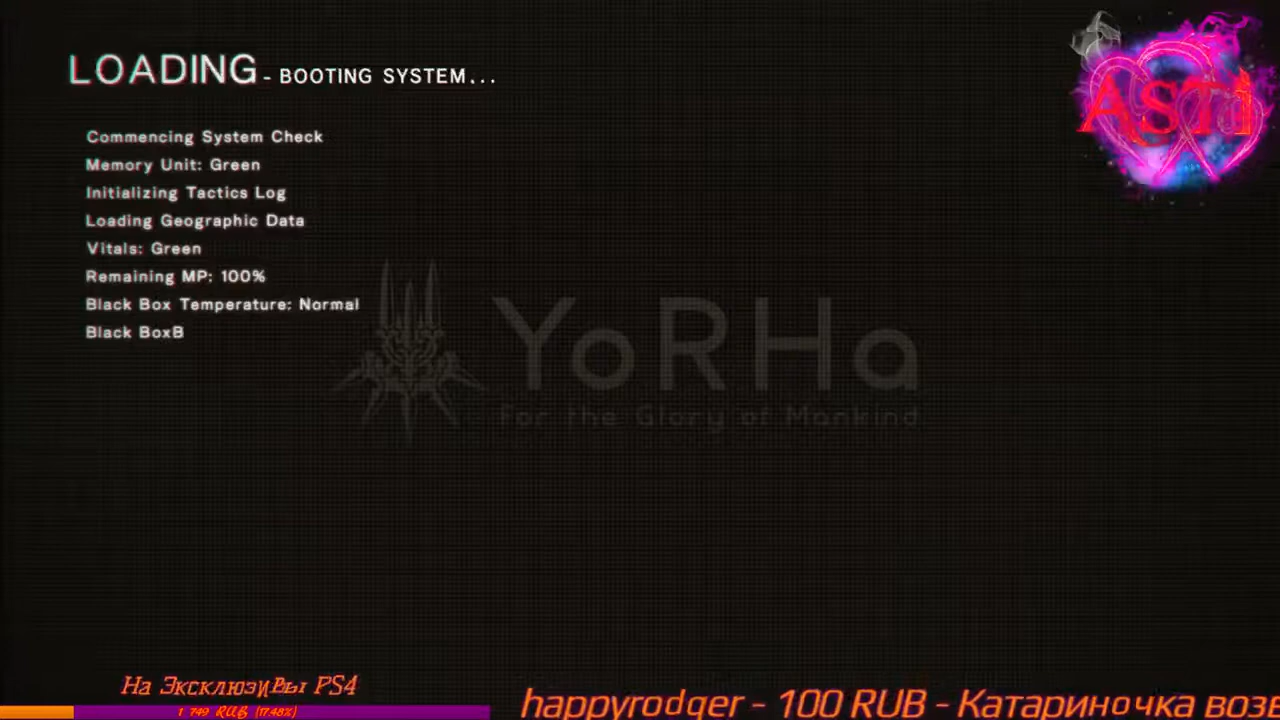 LOADING - BOOTING SYSTEM...
Commencing System Check
Memory Unit: Green
Initializing Tactics Log
Loading Geographic Data
Vitals: Green
Remaining MP: 100%
Black Box Temperature: Normal
Black BoxB
YoRHa
For the Glory of Mankind
ASTI
На Эксклюзивы PS4
1 749 RUB (17.48%)
happyrodger - 100 RUB - Катариночка возв